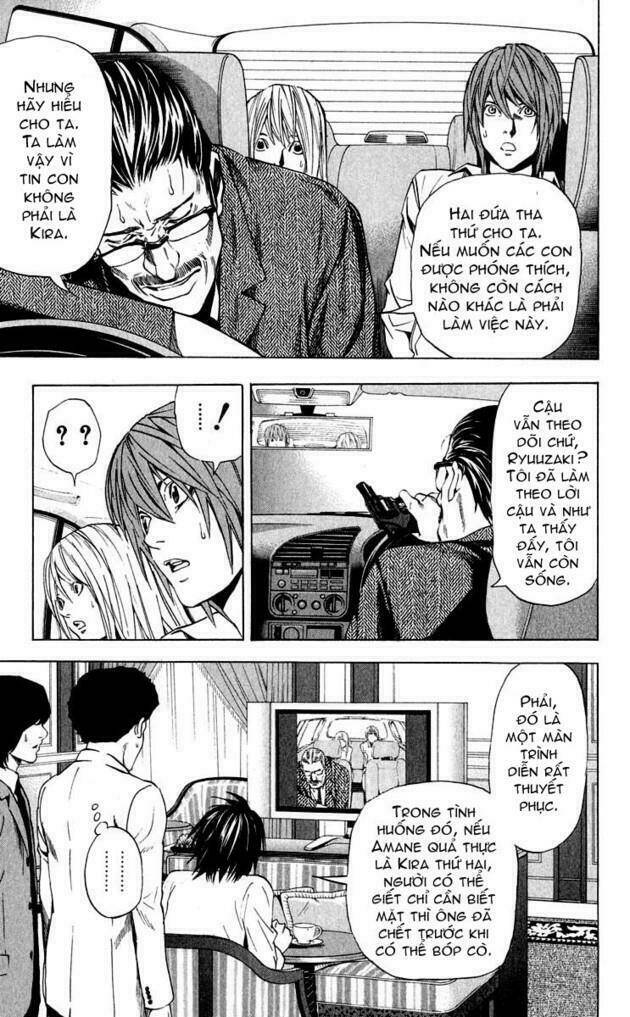 HAI ĐỨA THA
THỨ CHO TA.
NẾU MUỐN CÁC CON
ĐƯỢC PHÓNG THÍCH,
KHÔNG CÒN CÁCH
NÀO KHÁC LÀ PHẢI
LÀM VIỆC NÀY.
NHƯNG
HÃY HIỂU
CHO TA.
TA LÀM
VẬY VÌ
TIN CON
KHÔNG
PHẢI LÀ
KIRA.
CẬU
VẪN THEO
DÕI CHỨ,
RYUUZAKI?
TÔI ĐÃ LÀM
THEO LỜI
CẬU VÀ NHƯ
TA THẤY
ĐẤY, TÔI
VẪN CÒN
SỐNG.
...!
??
PHẢI,
ĐÓ LÀ
MỘT MÀN
TRÌNH
DIỄN RẤT
THUYẾT
PHỤC.
TRONG TÌNH
HUỐNG ĐÓ, NẾU
AMANE QUẢ THỰC
LÀ KIRA THỨ HAI,
NGƯỜI CÓ THỂ
GIẾT CHỈ CẦN BIẾT
MẶT THÌ ÔNG ĐÃ
CHẾT TRƯỚC KHI
CÓ THỂ BÓP CÒ.
......